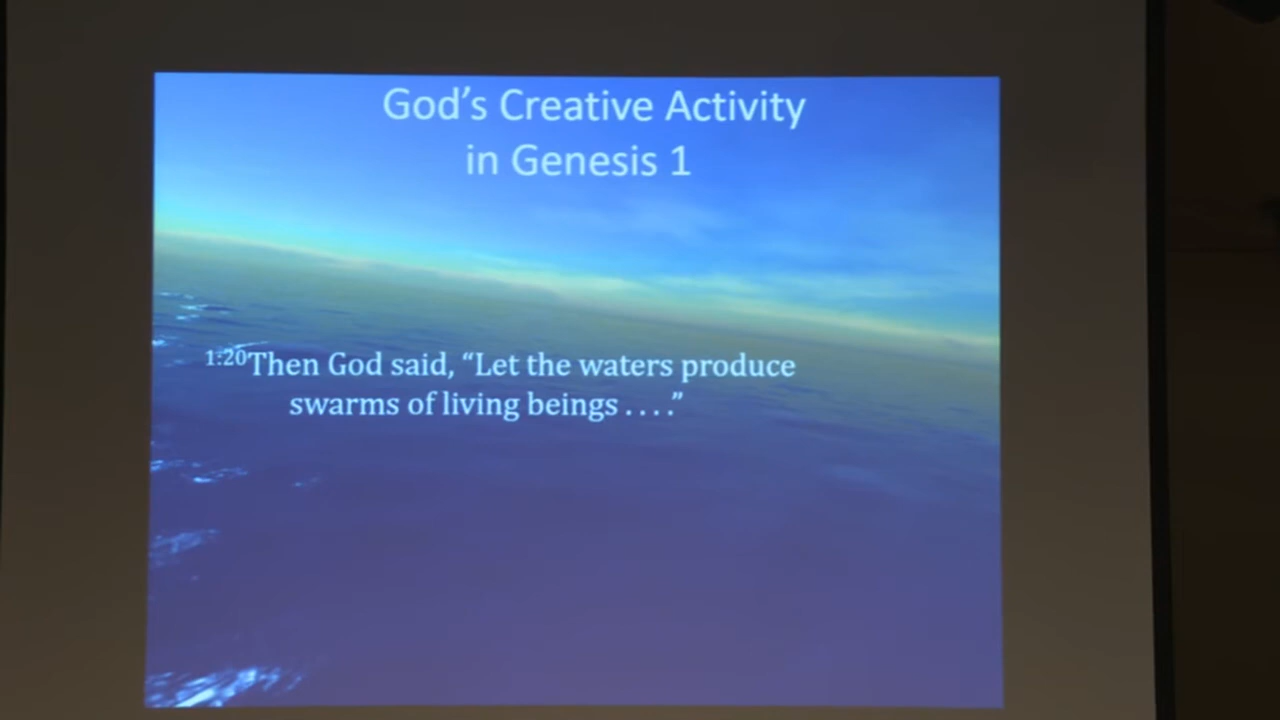 God’s Creative Activity
in Genesis 1
1:20Then God said, “Let the waters produce
swarms of living beings . . . .”